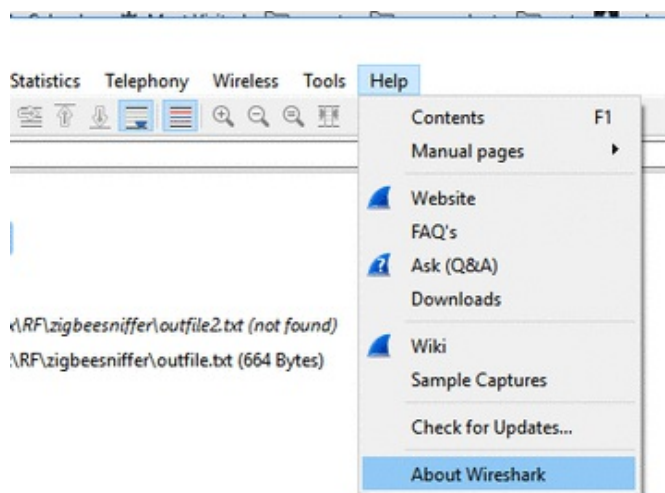 Statistics Telephony Wireless Tools Help
Contents F1
Manual pages
Website
FAQ's
Ask (Q&A)
Downloads
x\RF\zigbeesniffer\outfile2.txt (not found)
:\RF\zigbeesniffer\outfile.txt (664 Bytes)
Wiki
Sample Captures
Check for Updates...
About Wireshark